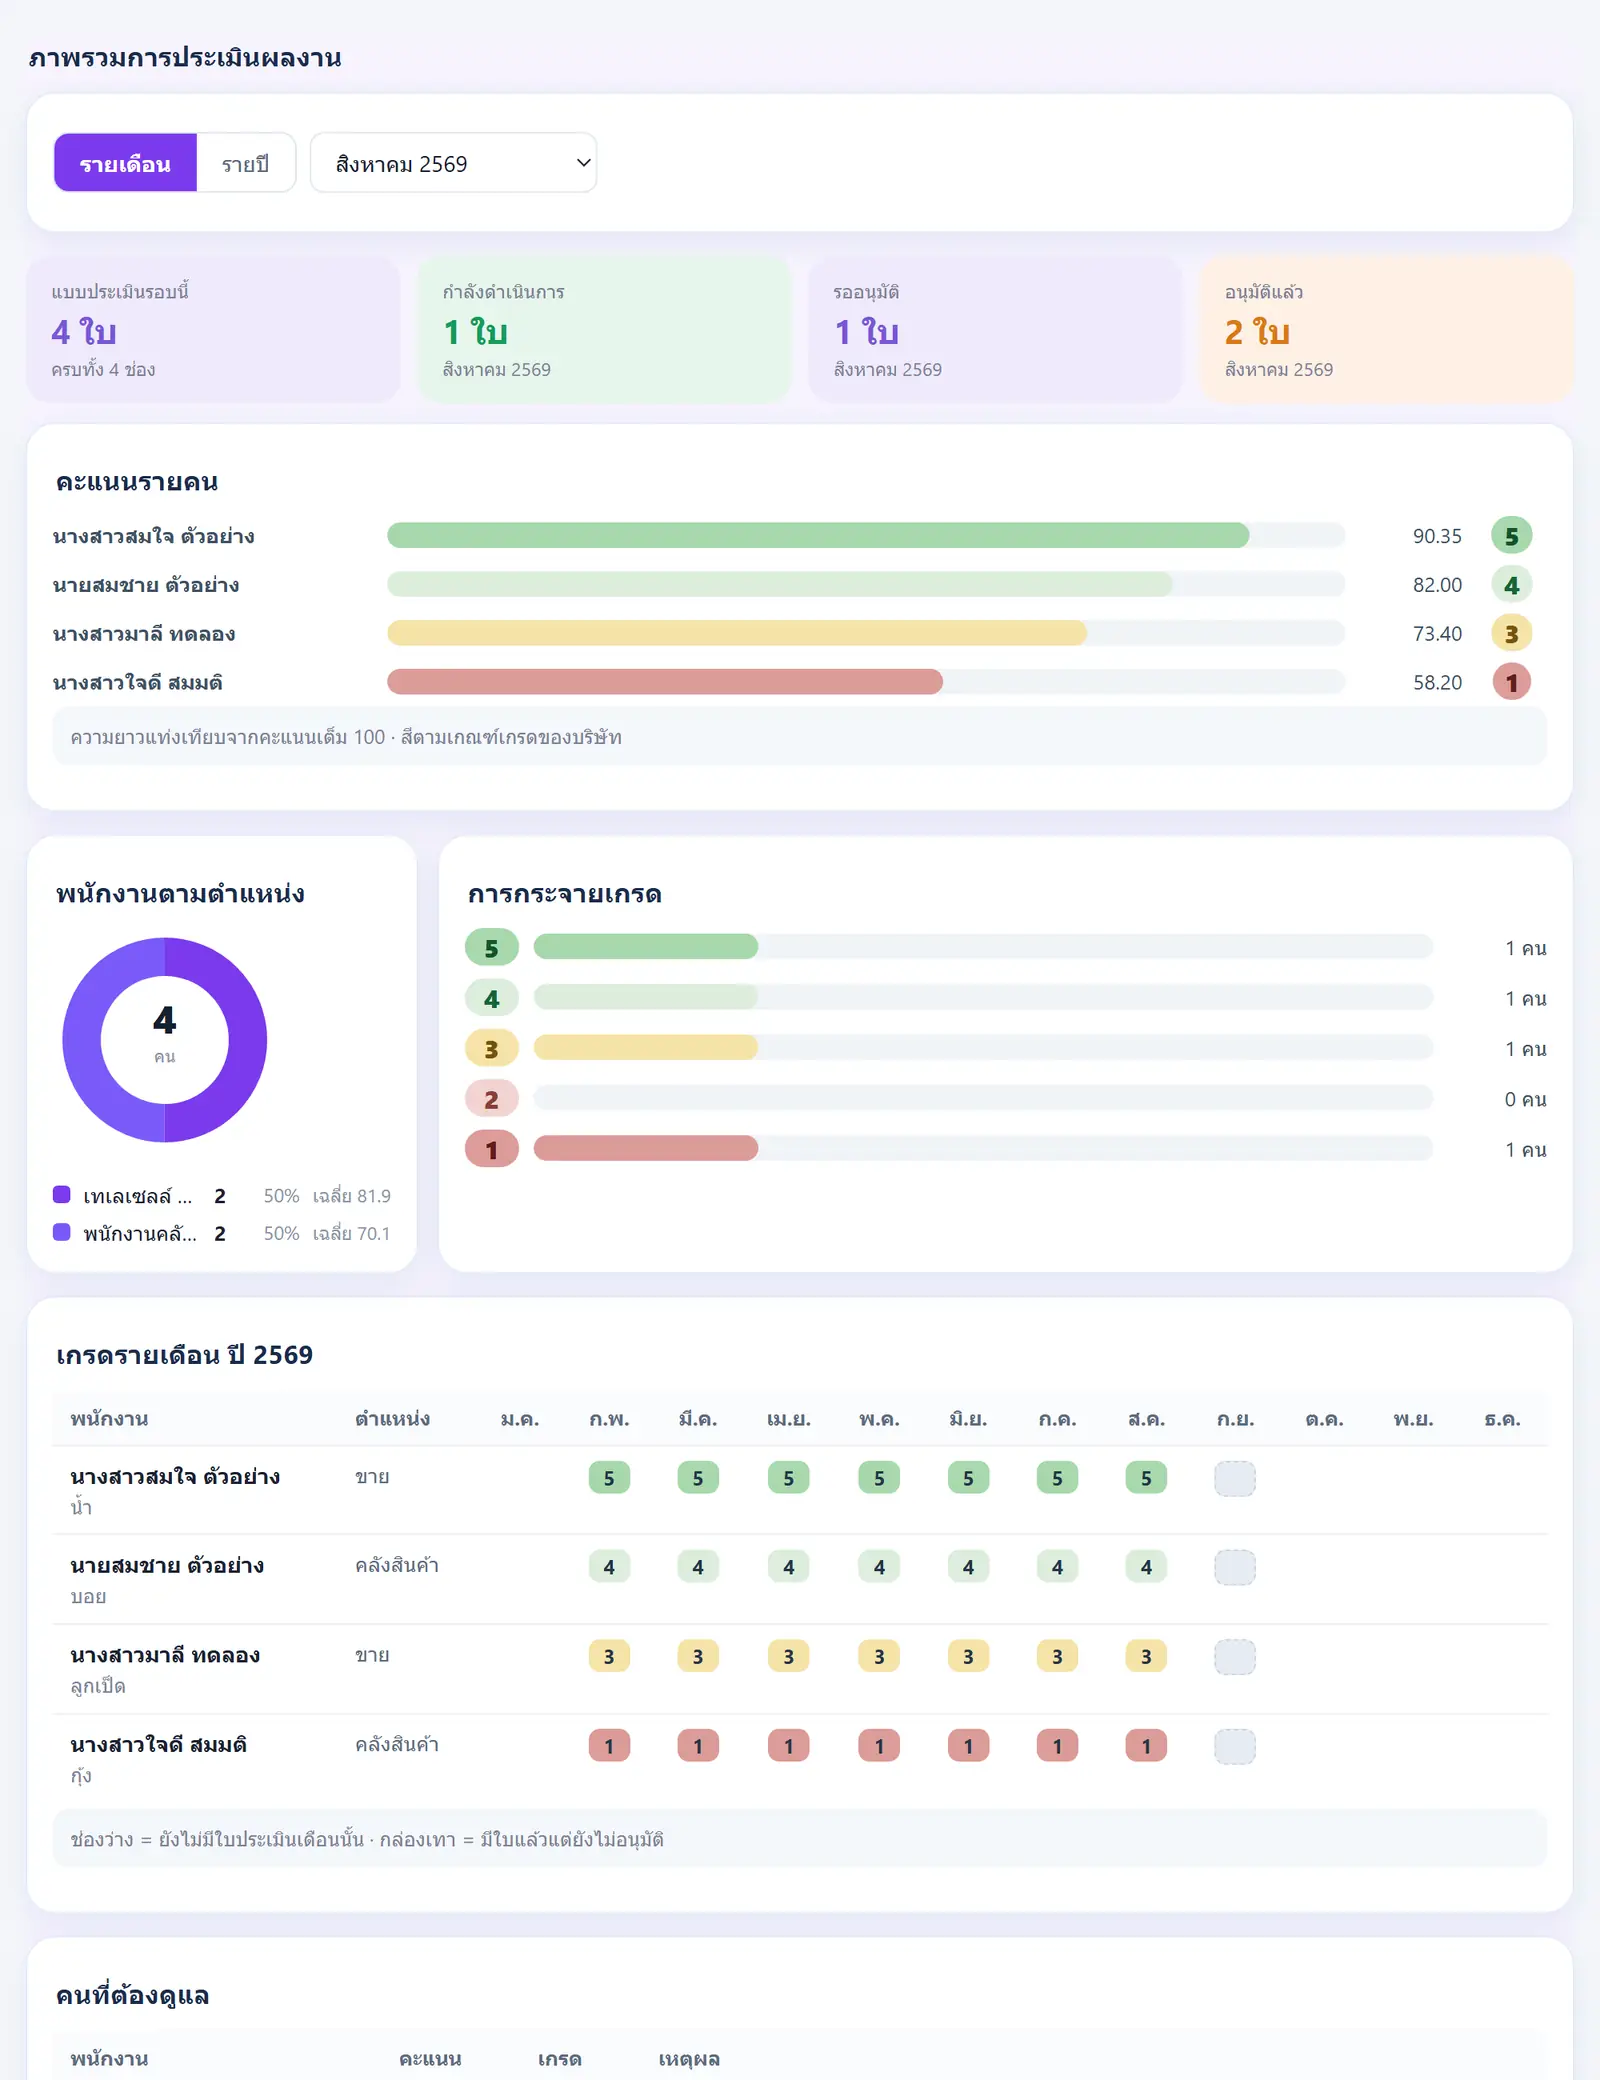 ภาพรวมการประเมินผลงาน
รายเดือน รายปี สิงหาคม 2569
แบบประเมินรอบนี้
4 ใบ
ครบทั้ง 4 ช่อง
กำลังดำเนินการ
1 ใบ
สิงหาคม 2569
รออนุมัติ
1 ใบ
สิงหาคม 2569
อนุมัติแล้ว
2 ใบ
สิงหาคม 2569
คะแนนรายคน
นางสาวสมใจ ตัวอย่าง 90.35 5
นายสมชาย ตัวอย่าง 82.00 4
นางสาวมาลี ทดลอง 73.40 3
นางสาวใจดี สมมติ 58.20 1
ความยาวแท่งเทียบจากคะแนนเต็ม 100 · สีตามเกณฑ์เกรดของบริษัท
พนักงานตามตำแหน่ง
4
คน
เทเลเซลล์ ... 2 50% เฉลี่ย 81.9
พนักงานคลั... 2 50% เฉลี่ย 70.1
การกระจายเกรด
5 1 คน
4 1 คน
3 1 คน
2 0 คน
1 1 คน
เกรดรายเดือน ปี 2569
พนักงาน ตำแหน่ง ม.ค. ก.พ. มี.ค. เม.ย. พ.ค. มิ.ย. ก.ค. ส.ค. ก.ย. ต.ค. พ.ย. ธ.ค.
นางสาวสมใจ ตัวอย่าง ขาย 5 5 5 5 5 5 5
น้ำ
นายสมชาย ตัวอย่าง คลังสินค้า 4 4 4 4 4 4 4
บอย
นางสาวมาลี ทดลอง ขาย 3 3 3 3 3 3 3
ลูกเป็ด
นางสาวใจดี สมมติ คลังสินค้า 1 1 1 1 1 1 1
กุ้ง
ช่องว่าง = ยังไม่มีใบประเมินเดือนนั้น · กล่องเทา = มีใบแล้วแต่ยังไม่อนุมัติ
คนที่ต้องดูแล
พนักงาน คะแนน เกรด เหตุผล